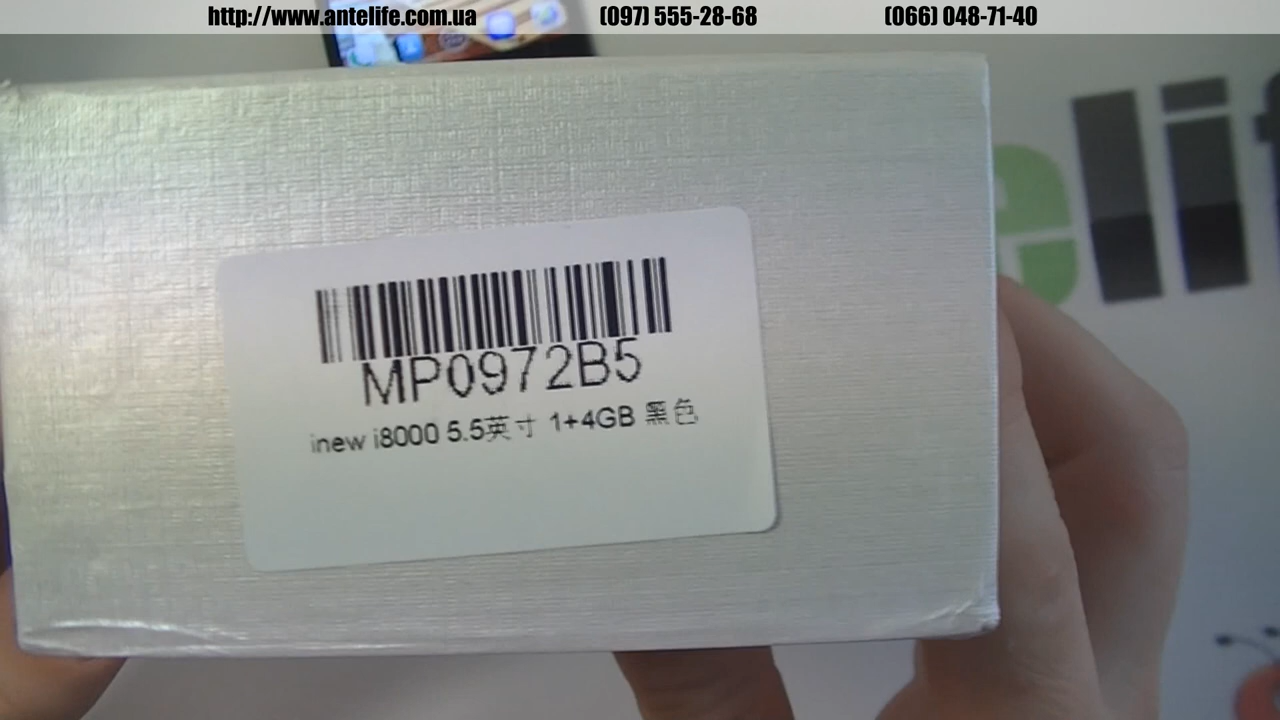 http://www.antelife.com.ua (097) 555-28-68 (066) 048-71-40
elif
MP0972B5
inew i8000 5.5英寸 1+4GB 黑色